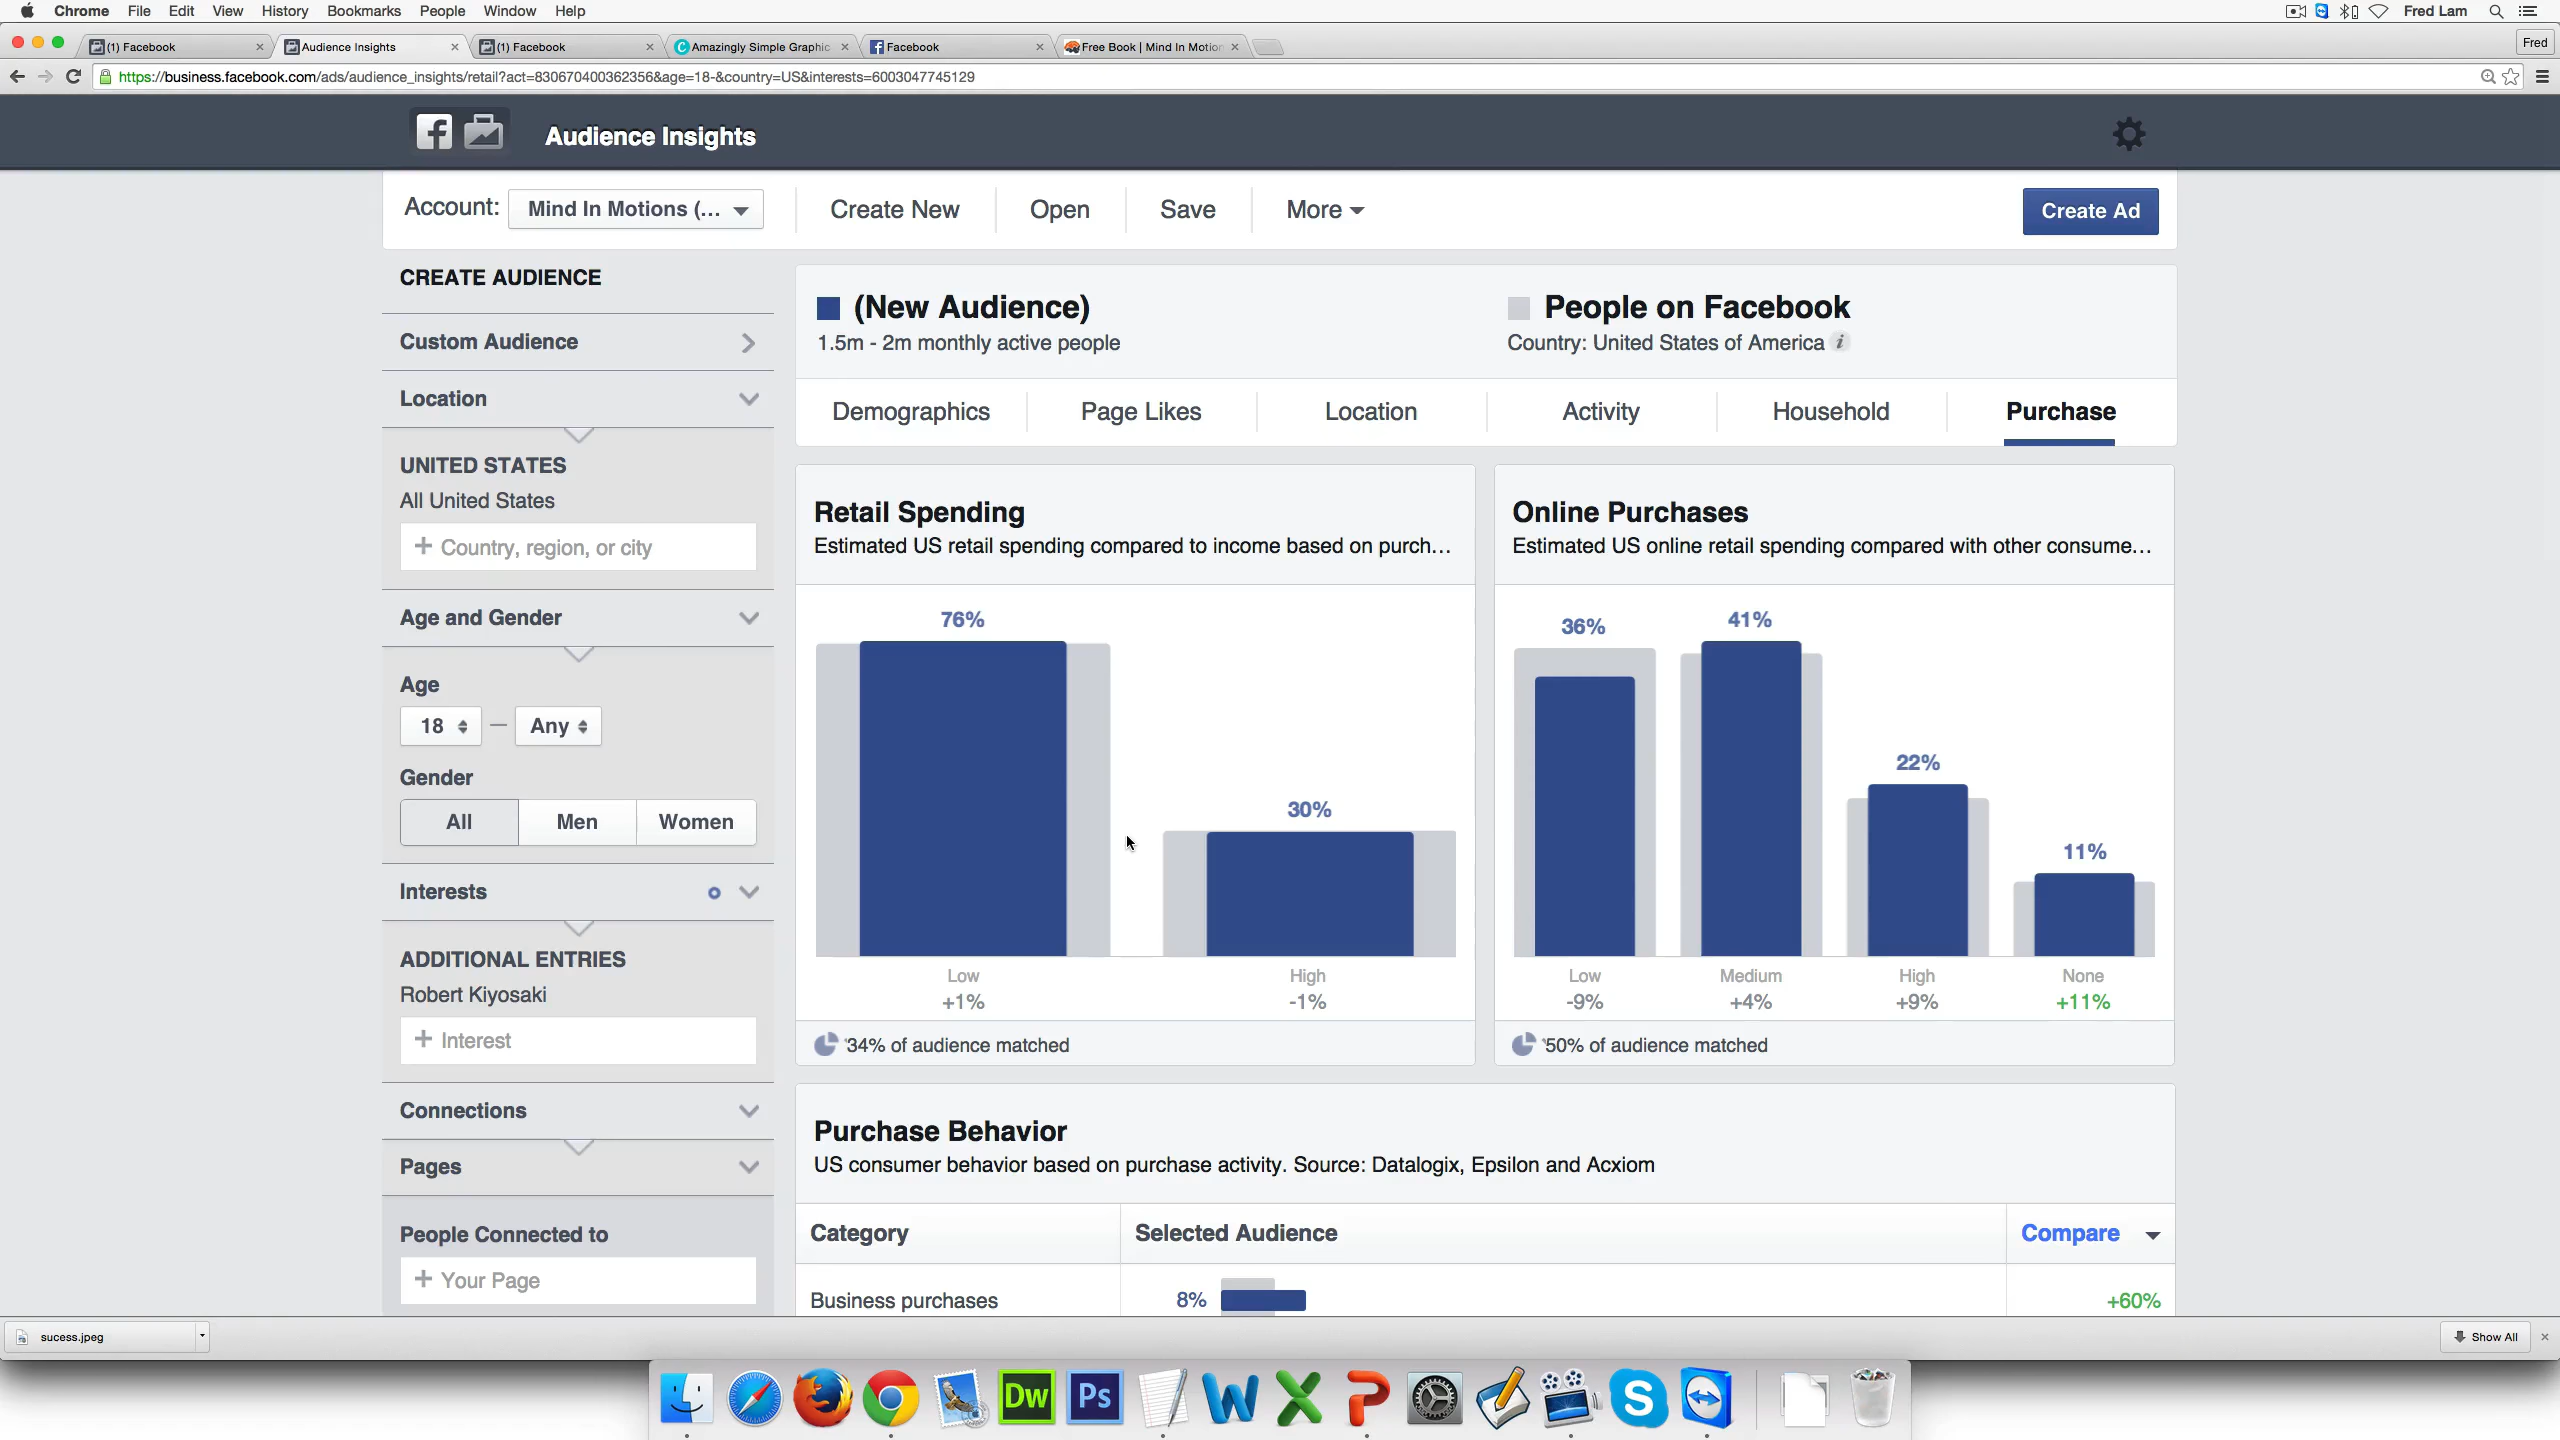 Chrome File Edit View History Bookmarks People Window Help Fred Lam
(1) Facebook Audience Insights (1) Facebook Amazingly Simple Graphic Facebook Free Book | Mind In Motion Fred
https://business.facebook.com/ads/audience_insights/retail?act=830670400362356&age=18-&country=US&interests=6003047745129
Audience Insights
Account: Mind In Motions (... Create New Open Save More Create Ad
CREATE AUDIENCE
Custom Audience
Location
UNITED STATES
All United States
+ Country, region, or city
Age and Gender
Age
18 — Any
Gender
All Men Women
Interests
ADDITIONAL ENTRIES
Robert Kiyosaki
+ Interest
Connections
Pages
People Connected to
+ Your Page
(New Audience)
1.5m - 2m monthly active people
People on Facebook
Country: United States of America i
Demographics Page Likes Location Activity Household Purchase
Retail Spending
Estimated US retail spending compared to income based on purch...
76%
30%
Low High
+1% -1%
34% of audience matched
Online Purchases
Estimated US online retail spending compared with other consume...
36% 41% 22% 11%
Low Medium High None
-9% +4% +9% +11%
50% of audience matched
Purchase Behavior
US consumer behavior based on purchase activity. Source: Datalogix, Epsilon and Acxiom
Category Selected Audience Compare
Business purchases 8% +60%
sucess.jpeg Show All
Dw Ps W X P S